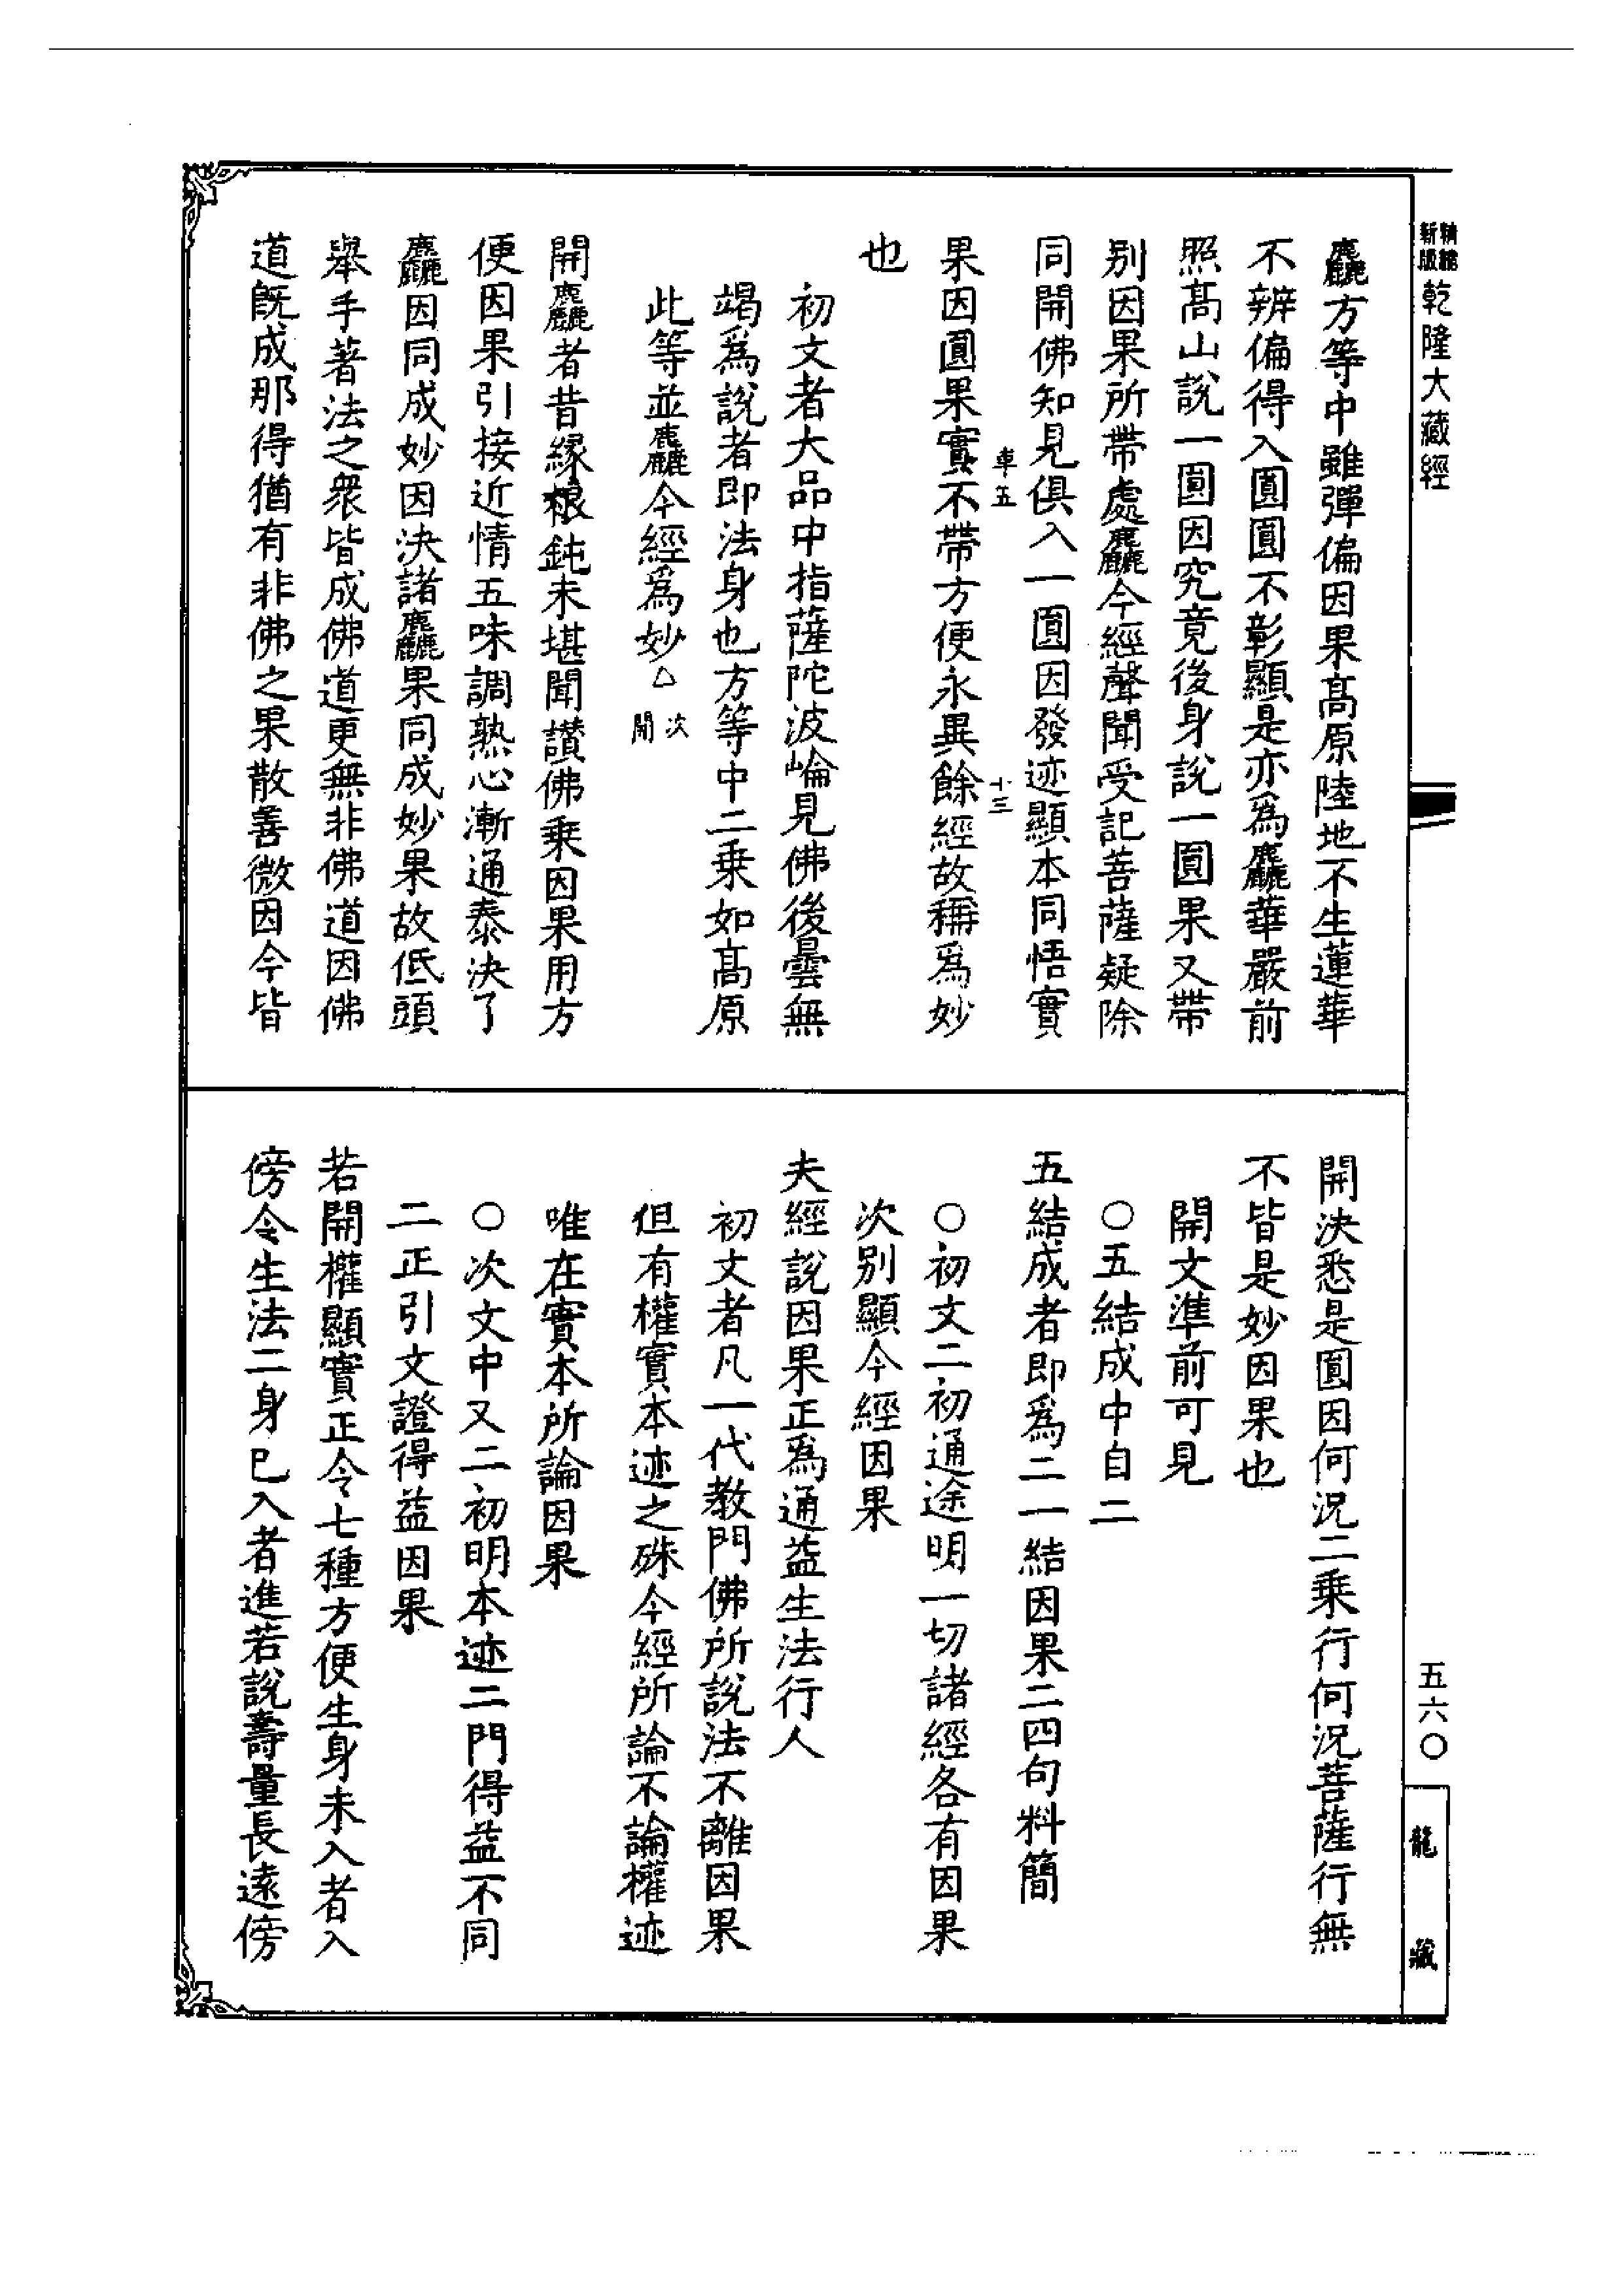 精縮
新版
乾隆大藏經
麤方等中雖彈偏因果髙原陸地不生蓮華
不辨偏得入圓圓不彰顯是亦爲麤華嚴前
照髙山說一圓因究竟後身說一圓果又帶
别因果所帶處麤今經聲聞受記菩薩疑除
同開佛知見俱入一圓因發迹顯本同悟實
車五
十三
果因圓果實不帶方便永異餘經故稱爲妙
也
初文者大品中指薩陀波崘見佛後曇無
竭爲說者即法身也方等中二乗如髙原
此等並麤今經爲妙△次開
開麤者昔緣根鈍未堪聞讃佛乗因果用方
便因果引接近情五味調熟心漸通泰決了
麤因同成妙因決諸麤果同成妙果故低頭
舉手著法之衆皆成佛道更無非佛道因佛
道旣成那得猶有非佛之果散善微因今皆
開決悉是圓因何況二乗行何況菩薩行無
不皆是妙因果也
開文準前可見
〇五結成中自二
五結成者即爲二一結因果二四句料簡
〇初文二初通途明一切諸經各有因果
次别顯今經因果
夫經說因果正爲通益生法行人
初文者凡一代教門佛所說法不離因果
但有權實本迹之殊今經所論不論權迹
唯在實本所論因果
〇次文中又二初明本迹二門得益不同
二正引文證得益因果
若開權顯實正令七種方便生身未入者入
傍令生法二身已入者進若說壽量長遠傍
五六〇
龍藏